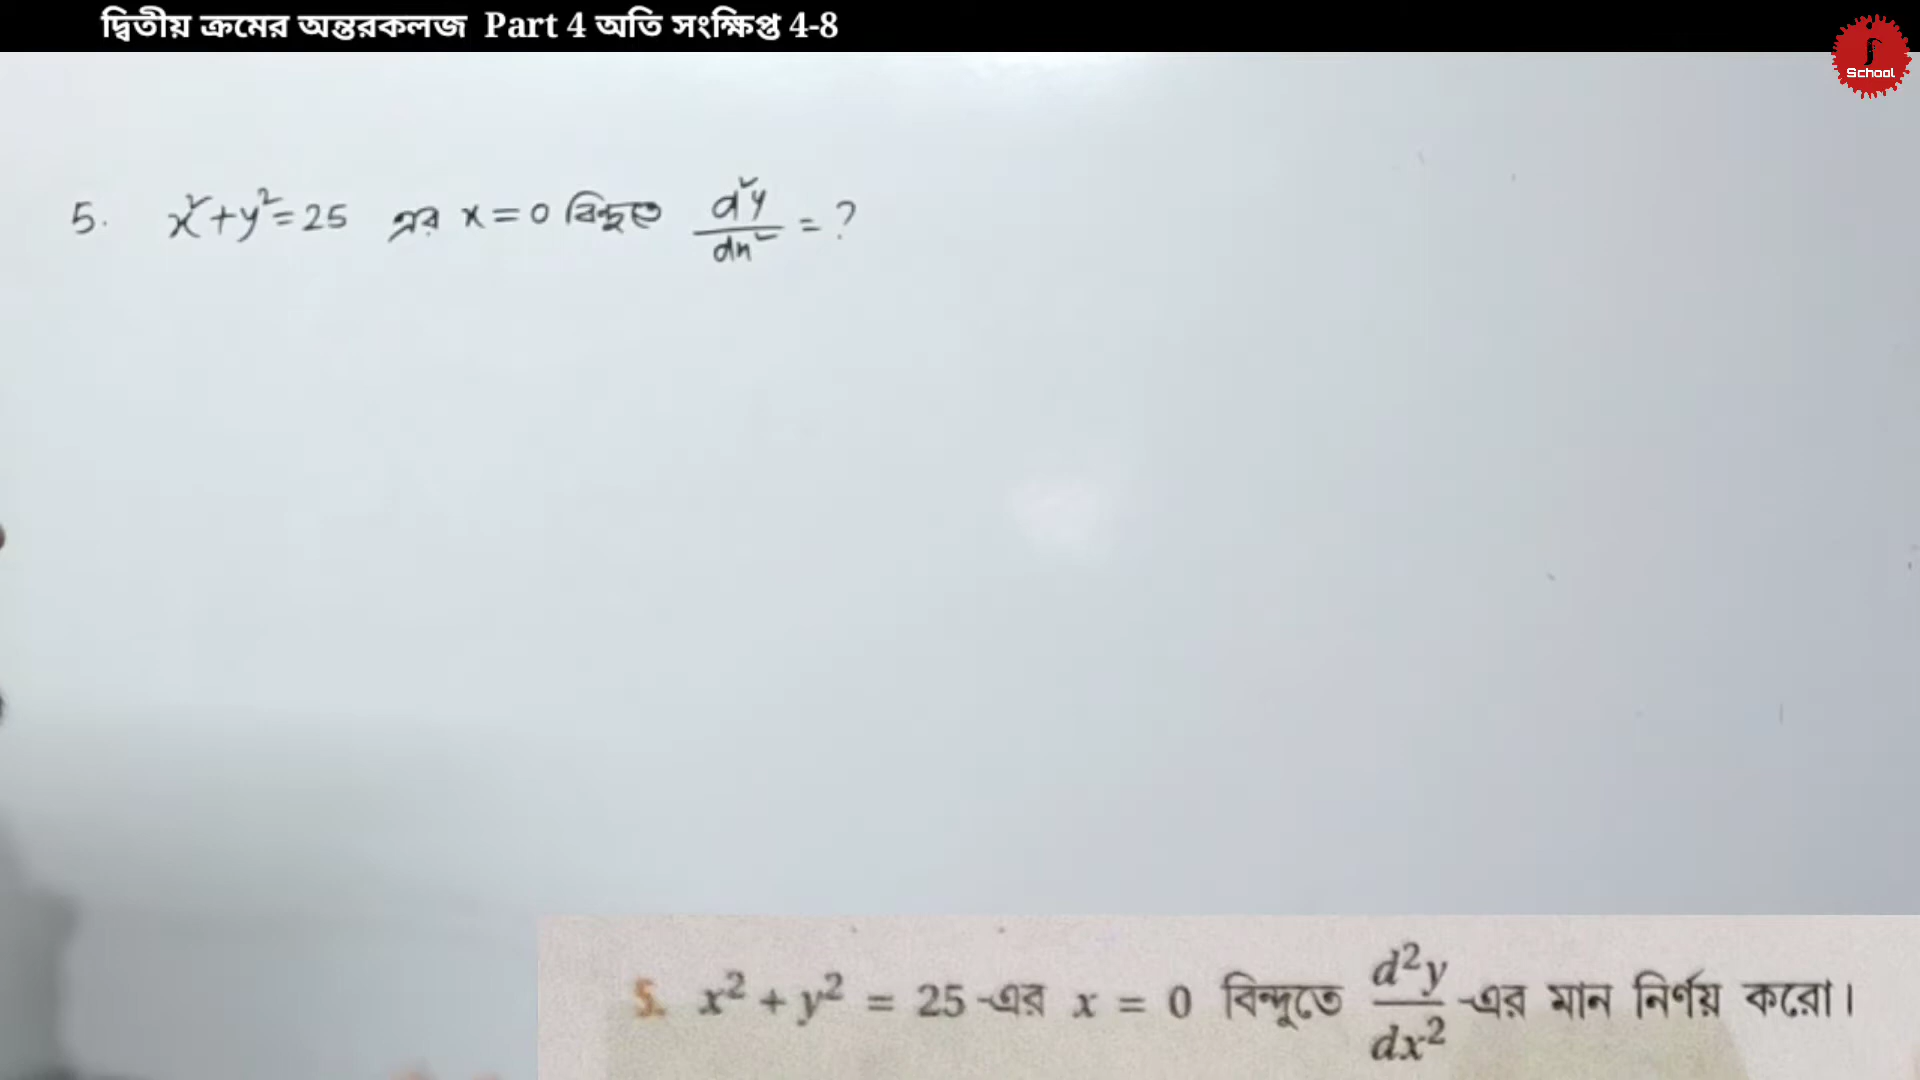 দ্বিতীয় ক্রমের অন্তরকলজ Part 4 অতি সংক্ষিপ্ত 4-8
School
5. x²+y²=25 এর x=0 বিন্দুতে d²y/dx² = ?
5. x² + y² = 25 -এর x = 0 বিন্দুতে d²y/dx² -এর মান নির্ণয় করো।